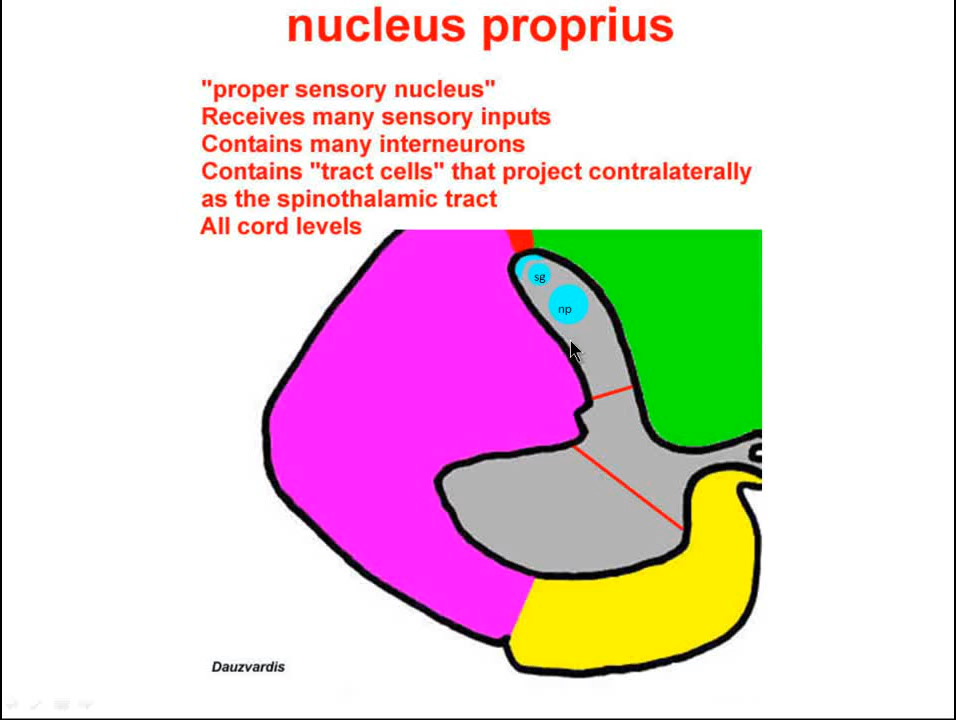 nucleus proprius
"proper sensory nucleus"
Receives many sensory inputs
Contains many interneurons
Contains "tract cells" that project contralaterally
as the spinothalamic tract
All cord levels
sg
np
Dauzvardis